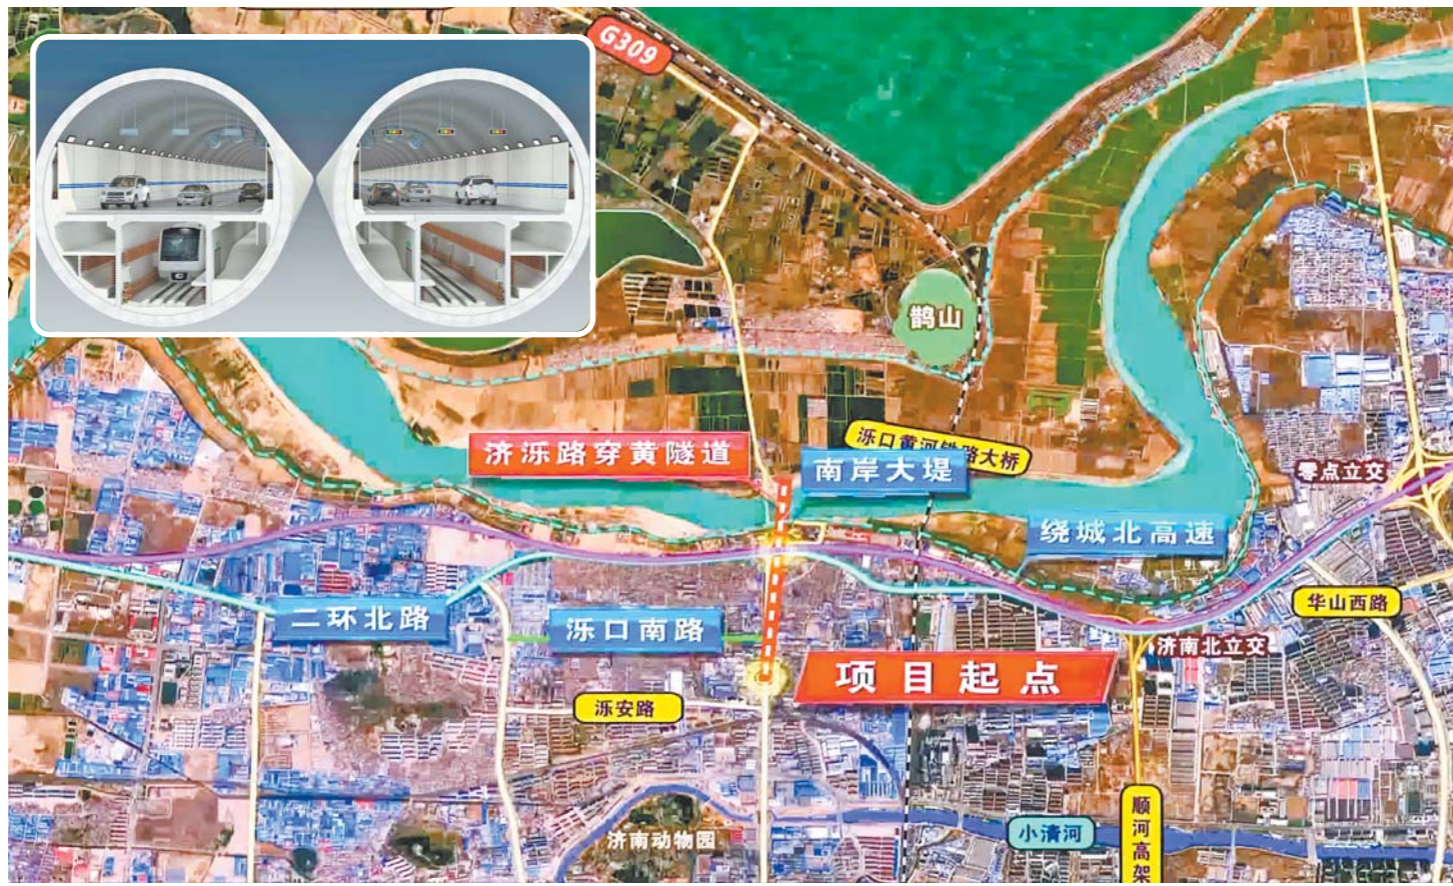 G309
鹊山
泺口黄河铁路大桥
济泺路穿黄隧道
南岸大堤
零点立交
绕城北高速
华山西路
二环北路
泺口南路
济南北立交
项目起点
泺安路
顺河高架
小清河
济南动物园